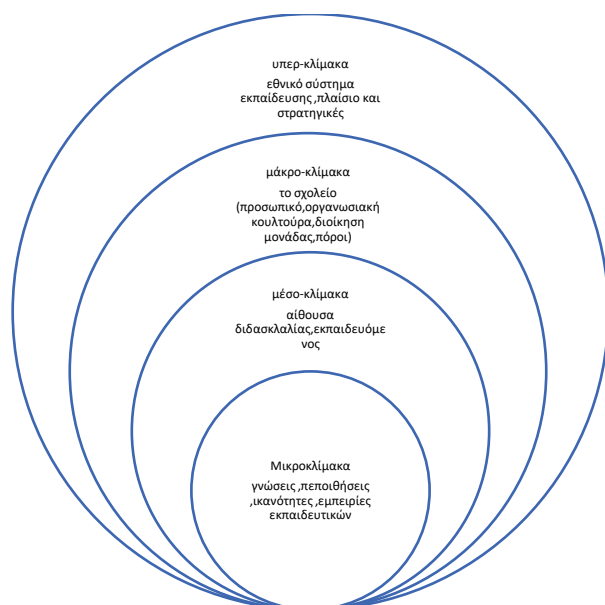 υπερ-κλίμακα
εθνικό σύστημα
εκπαίδευσης ,πλαίσιο και
στρατηγικές
μάκρο-κλίμακα
το σχολείο
(προσωπικό,οργανωσιακή
κουλτούρα,διοίκηση
μονάδας,πόροι)
μέσο-κλίμακα
αίθουσα
διδασκλαλίας,εκπαιδευόμε
νος
Μικροκλίμακα
γνώσεις ,πεποιθήσεις
,ικανότητες ,εμπειρίες
εκπαιδευτικών